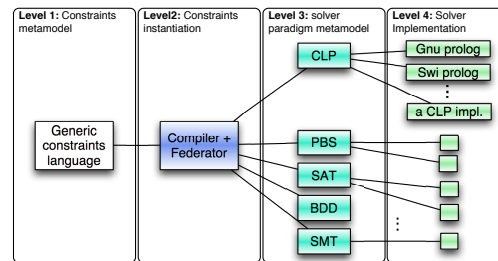 Level 1: Constraints
metamodel
Level2: Constraints
instantiation
Level 3: solver
paradigm metamodel
Level 4: Solver
Implementation
Generic
constraints
language
Compiler +
Federator
CLP
PBS
SAT
BDD
SMT
Gnu prolog
Swi prolog
a CLP impl.